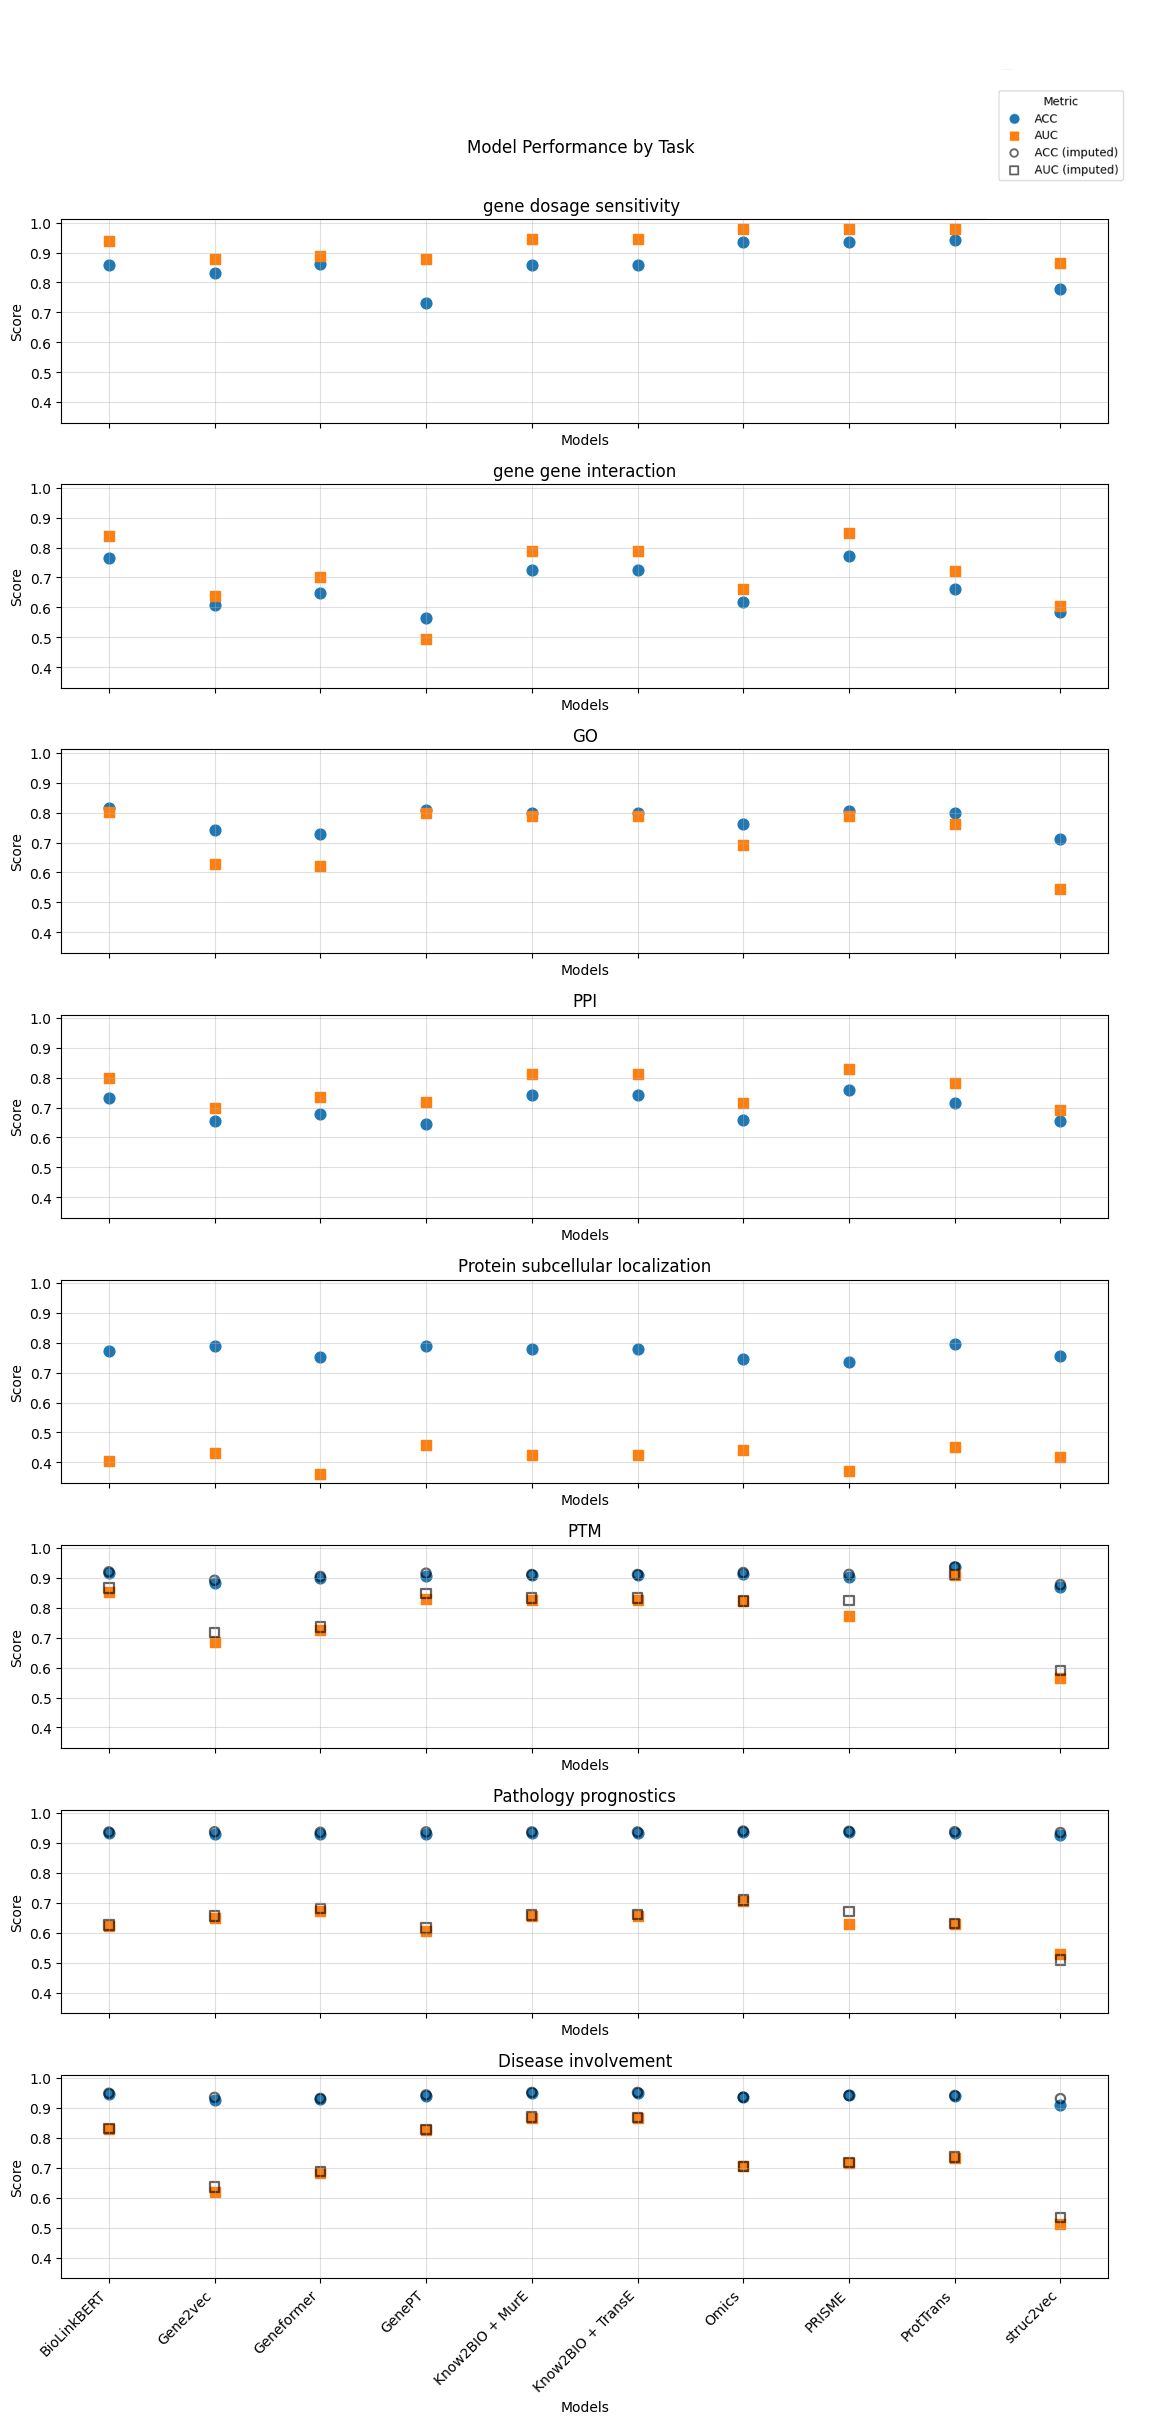 Metric
ACC
AUC
ACC (imputed)
AUC (imputed)
Model Performance by Task
gene dosage sensitivity
1.0
0.9
0.8
0.7
0.6
0.5
0.4
Score
Models
gene gene interaction
1.0
0.9
0.8
0.7
0.6
0.5
0.4
Score
Models
GO
1.0
0.9
0.8
0.7
0.6
0.5
0.4
Score
Models
PPI
1.0
0.9
0.8
0.7
0.6
0.5
0.4
Score
Models
Protein subcellular localization
1.0
0.9
0.8
0.7
0.6
0.5
0.4
Score
Models
PTM
1.0
0.9
0.8
0.7
0.6
0.5
0.4
Score
Models
Pathology prognostics
1.0
0.9
0.8
0.7
0.6
0.5
0.4
Score
Models
Disease involvement
1.0
0.9
0.8
0.7
0.6
0.5
0.4
Score
BioLinkBERT
Gene2vec
Geneformer
GenePT
Know2BIO + MurE
Know2BIO + TransE
Omics
PRISME
ProtTrans
struc2vec
Models